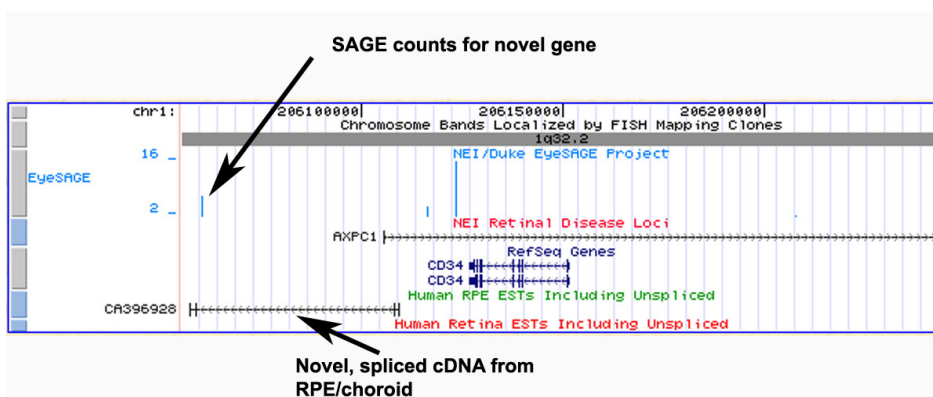 SAGE counts for novel gene
chr1: 206100000| 206150000| 206200000|
Chromosome Bands Localized by FISH Mapping Clones
1q32.2
16 _ NEI/Duke EyeSAGE Project
EyeSAGE
2 _
NEI Retinal Disease Loci
AXPC1
RefSeq Genes
CD34
CD34
Human RPE ESTs Including Unspliced
CA396928
Human Retina ESTs Including Unspliced
Novel, spliced cDNA from
RPE/choroid